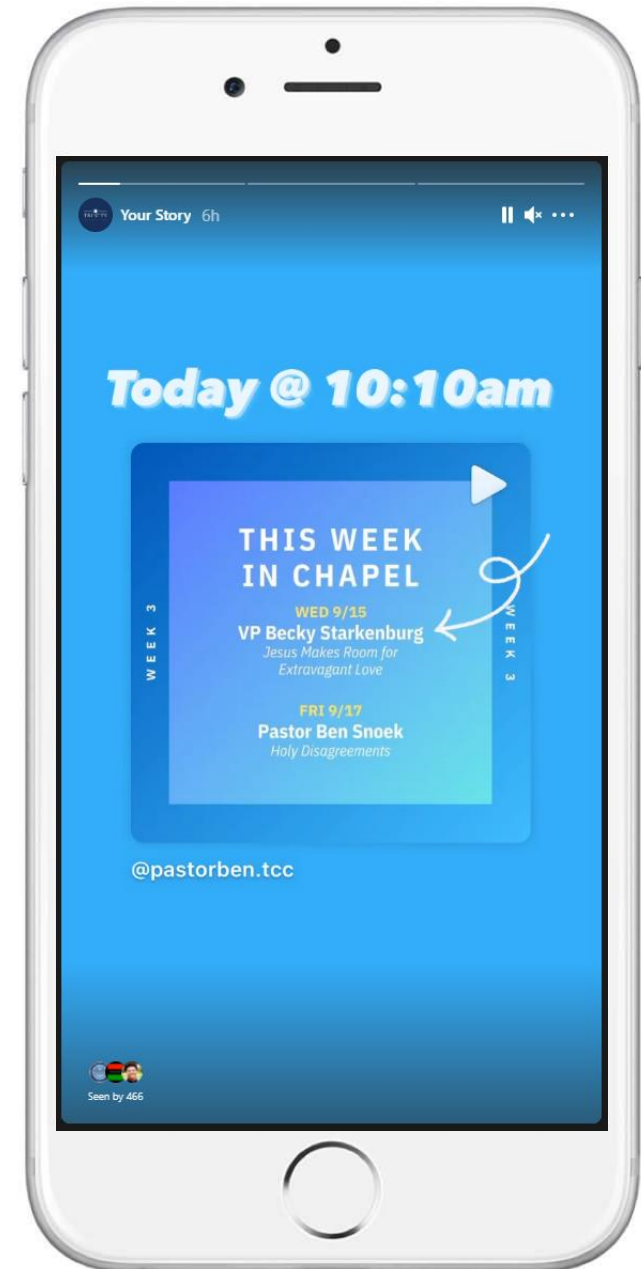 Your Story 6h
Today @ 10:10am
THIS WEEK
IN CHAPEL
WED 9/15
VP Becky Starkenburg
Jesus Makes Room for
Extravagant Love
FRI 9/17
Pastor Ben Snoek
Holy Disagreements
WEEK 3
WEEK 3
@pastorben.tcc
Seen by 466